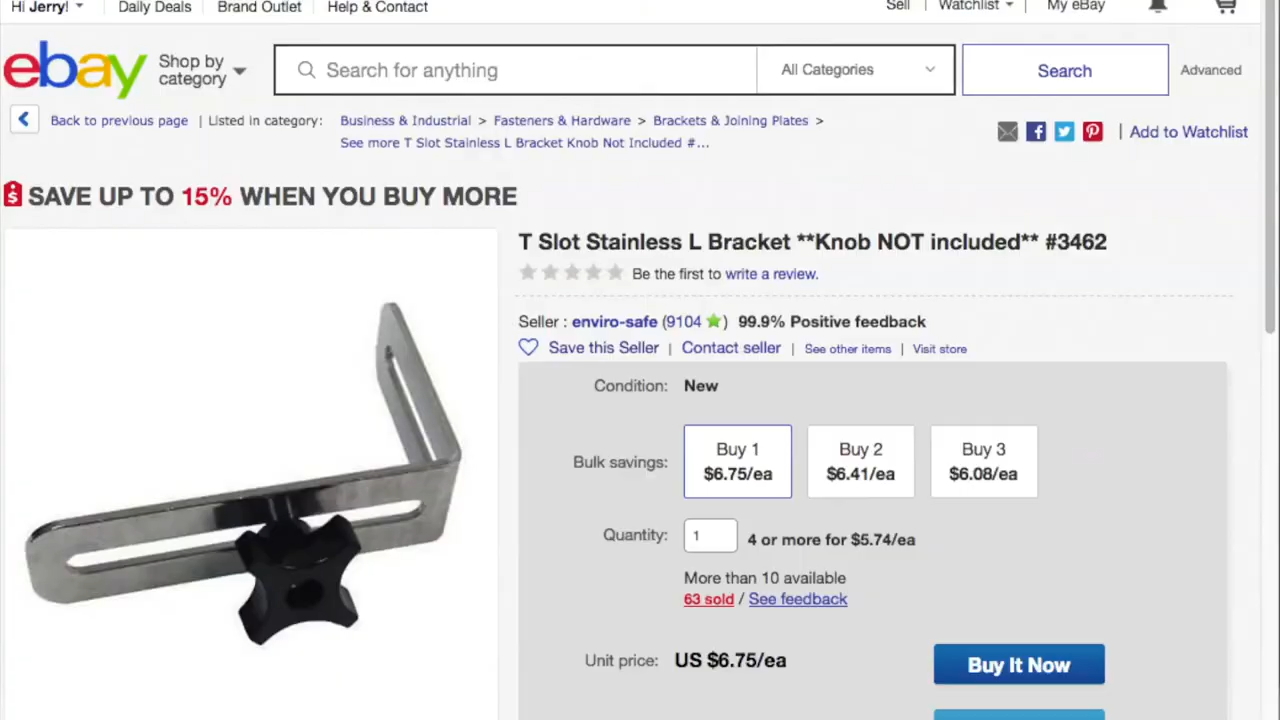 Hi Jerry!
Daily Deals
Brand Outlet
Help & Contact
Sell
Watchlist
My eBay
ebay
Shop by
category
Search for anything
All Categories
Search
Advanced
Back to previous page | Listed in category:
Business & Industrial > Fasteners & Hardware > Brackets & Joining Plates >
See more T Slot Stainless L Bracket Knob Not Included #...
| Add to Watchlist
$ SAVE UP TO 15% WHEN YOU BUY MORE
T Slot Stainless L Bracket **Knob NOT included** #3462
Be the first to write a review.
Seller : enviro-safe (9104 ) 99.9% Positive feedback
Save this Seller | Contact seller | See other items | Visit store
Condition: New
Bulk savings:
Buy 1
$6.75/ea
Buy 2
$6.41/ea
Buy 3
$6.08/ea
Quantity: 1 4 or more for $5.74/ea
More than 10 available
63 sold / See feedback
Unit price: US $6.75/ea
Buy It Now